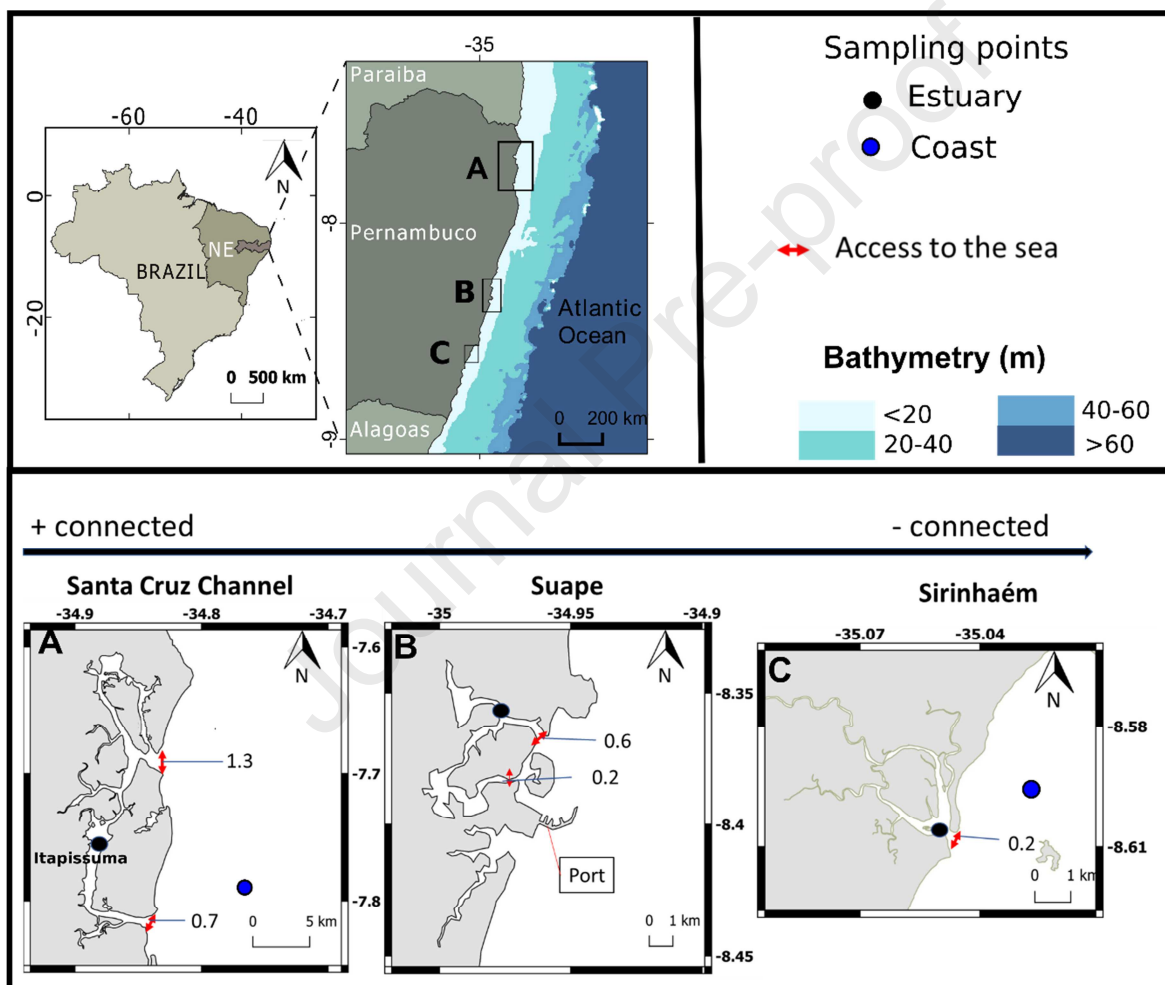 -35
Sampling points
Estuary
Coast
Access to the sea
Bathymetry (m)
<20
40-60
20-40
>60
-60
-40
N
0
NE
BRAZIL
-20
0 500 km
Paraiba
A
-8
Pernambuco
B
Atlantic
Ocean
C
0 200 km
-9
Alagoas
Journal Pre-proof
+ connected
- connected
Santa Cruz Channel
-34.9
-34.8
-34.7
A
N
-7.6
1.3
-7.7
Itapissuma
0.7
0 5 km
-7.8
Suape
-35
-34.95
-34.9
B
N
-8.35
0.6
0.2
-8.4
Port
0 1 km
-8.45
Sirinhaém
-35.07
-35.04
C
N
-8.58
0.2
-8.61
0 1 km